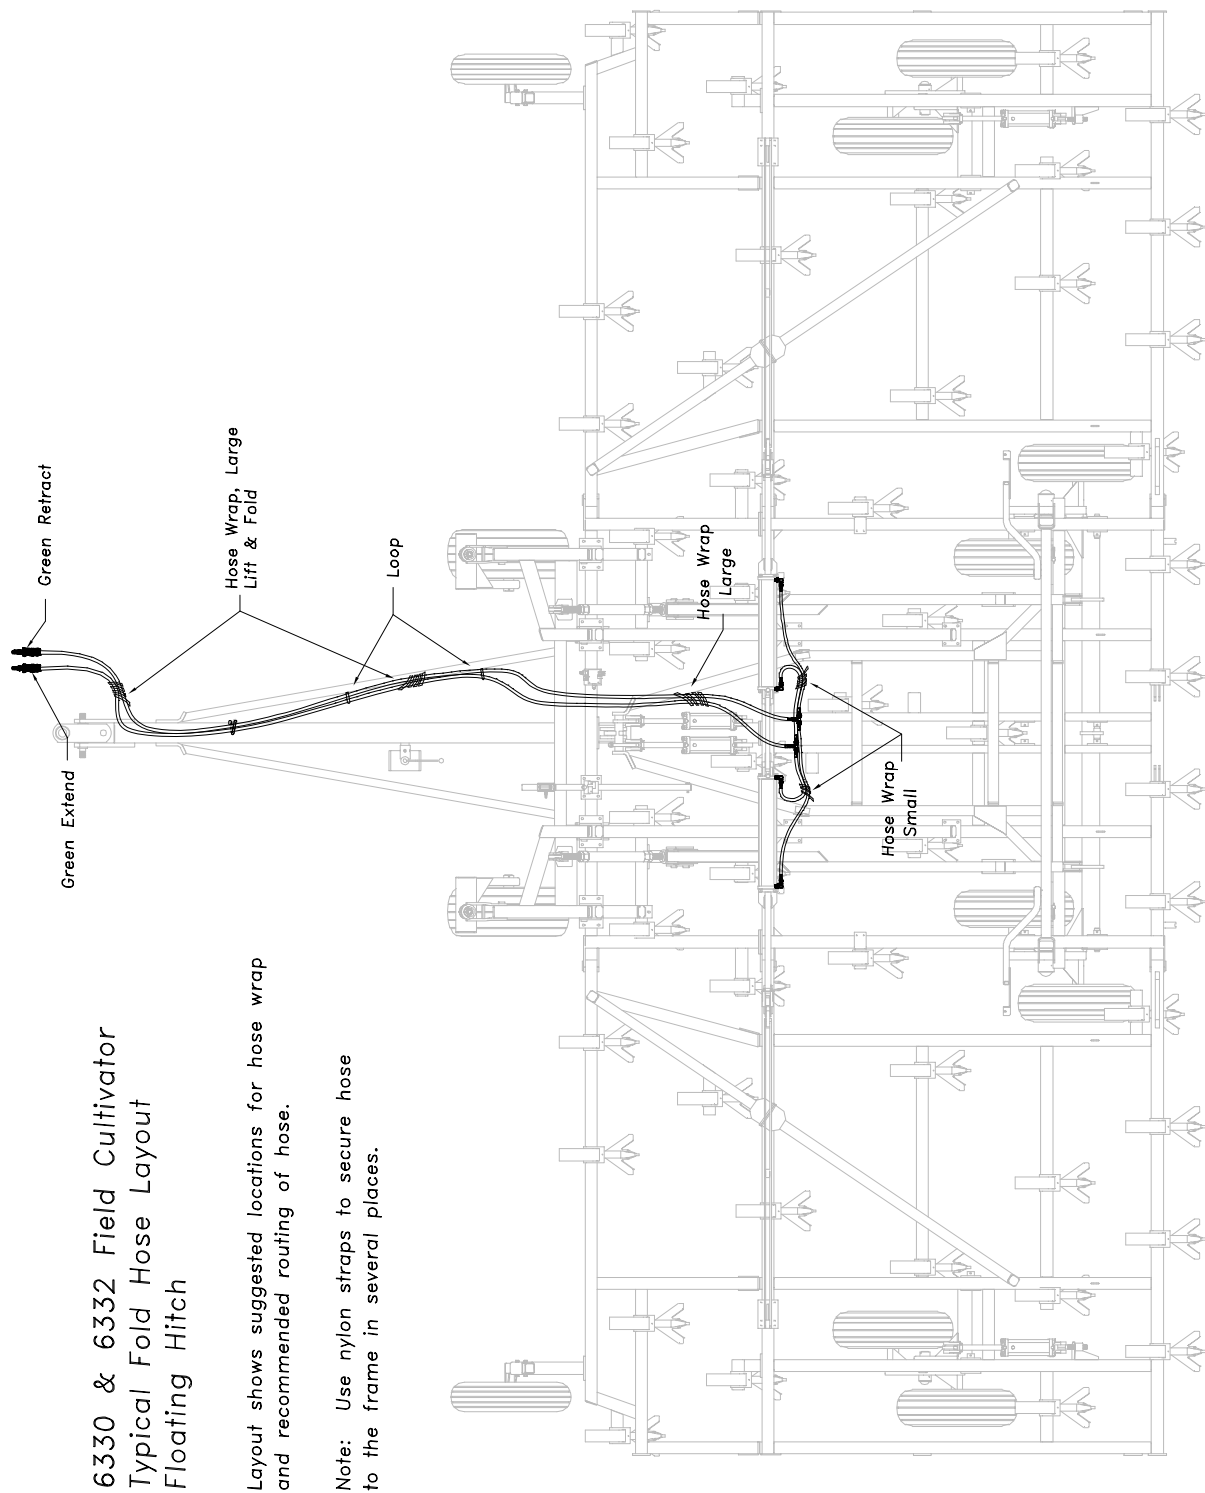 6330 & 6332 Field Cultivator
Typical Fold Hose Layout
Floating Hitch
Layout shows suggested locations for hose wrap
and recommended routing of hose.
Note: Use nylon straps to secure hose
to the frame in several places.
Green Retract
Green Extend
Hose Wrap, Large
Lift & Fold
Loop
Hose Wrap
Large
Hose Wrap
Small